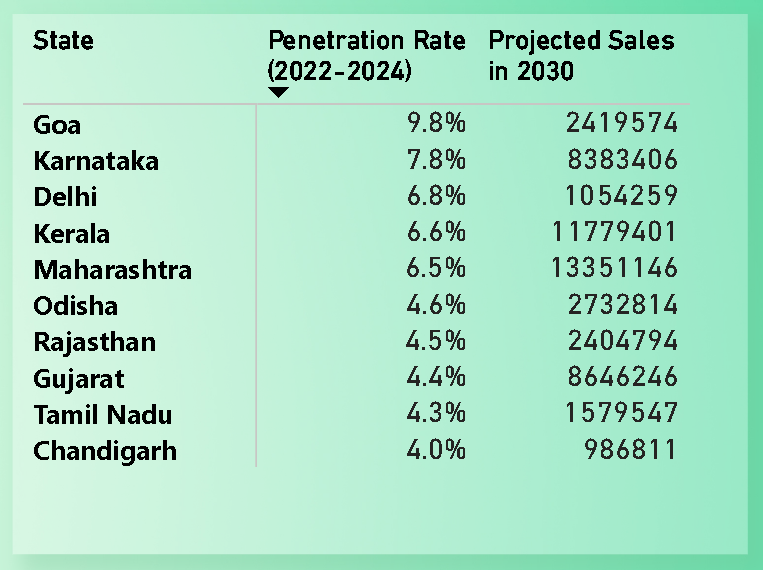 State Penetration Rate (2022-2024) Projected Sales in 2030
Goa 9.8% 2419574
Karnataka 7.8% 8383406
Delhi 6.8% 1054259
Kerala 6.6% 11779401
Maharashtra 6.5% 13351146
Odisha 4.6% 2732814
Rajasthan 4.5% 2404794
Gujarat 4.4% 8646246
Tamil Nadu 4.3% 1579547
Chandigarh 4.0% 986811